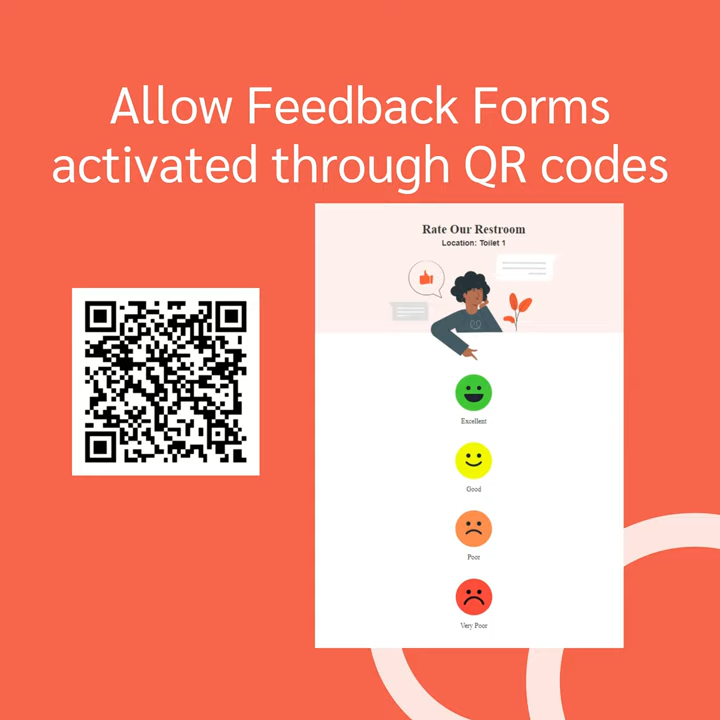 Allow Feedback Forms
activated through QR codes
Rate Our Restroom
Location: Toilet 1
Excellent
Good
Poor
Very Poor